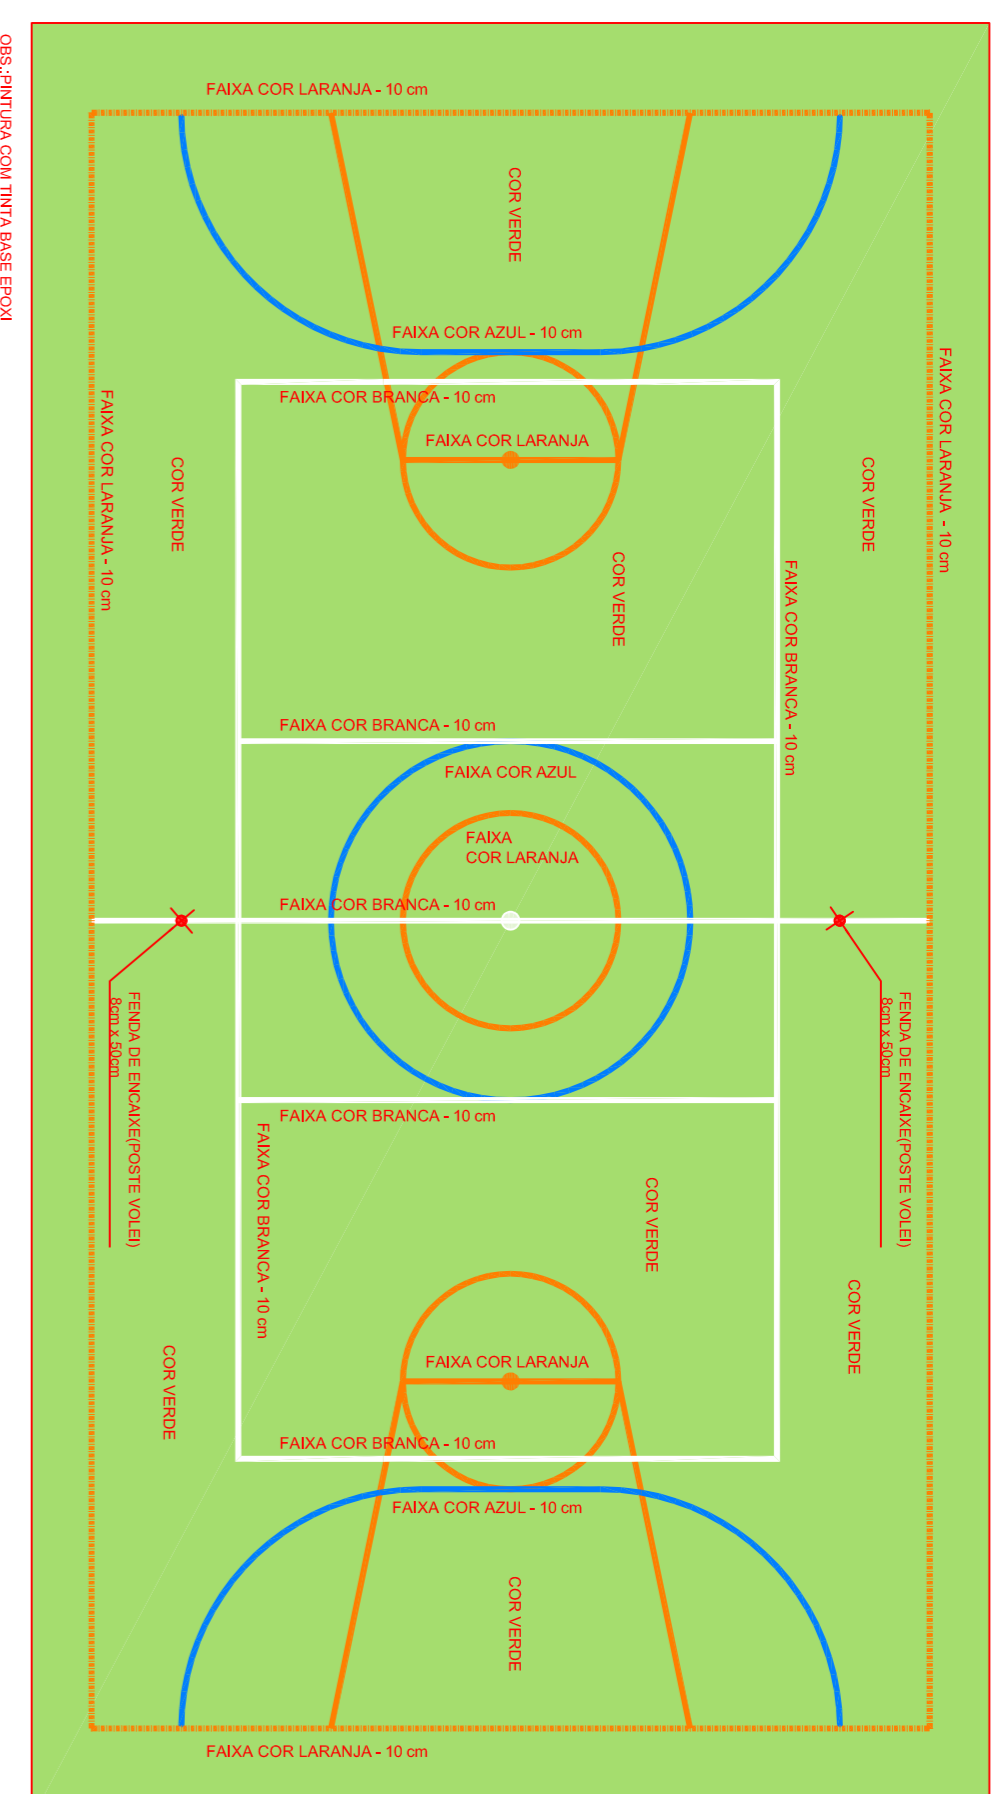 OBS.:PINTURA COM TINTA BASE EPOXI
FAIXA COR LARANJA - 10 cm
COR VERDE
FAIXA COR AZUL - 10 cm
FAIXA COR BRANCA - 10 cm
FAIXA COR LARANJA
FAIXA COR LARANJA - 10 cm
COR VERDE
COR VERDE
FAIXA COR LARANJA - 10 cm
COR VERDE
FAIXA COR BRANCA - 10 cm
FAIXA COR BRANCA - 10 cm
FAIXA COR AZUL
FAIXA
COR LARANJA
FAIXA COR BRANCA - 10 cm
FENDA DE ENCAIXE(POSTE VOLEI)
8cm x 50cm
FENDA DE ENCAIXE(POSTE VOLEI)
8cm x 50cm
FAIXA COR BRANCA - 10 cm
FAIXA COR BRANCA - 10 cm
COR VERDE
COR VERDE
COR VERDE
FAIXA COR LARANJA
FAIXA COR BRANCA - 10 cm
FAIXA COR AZUL - 10 cm
COR VERDE
FAIXA COR LARANJA - 10 cm